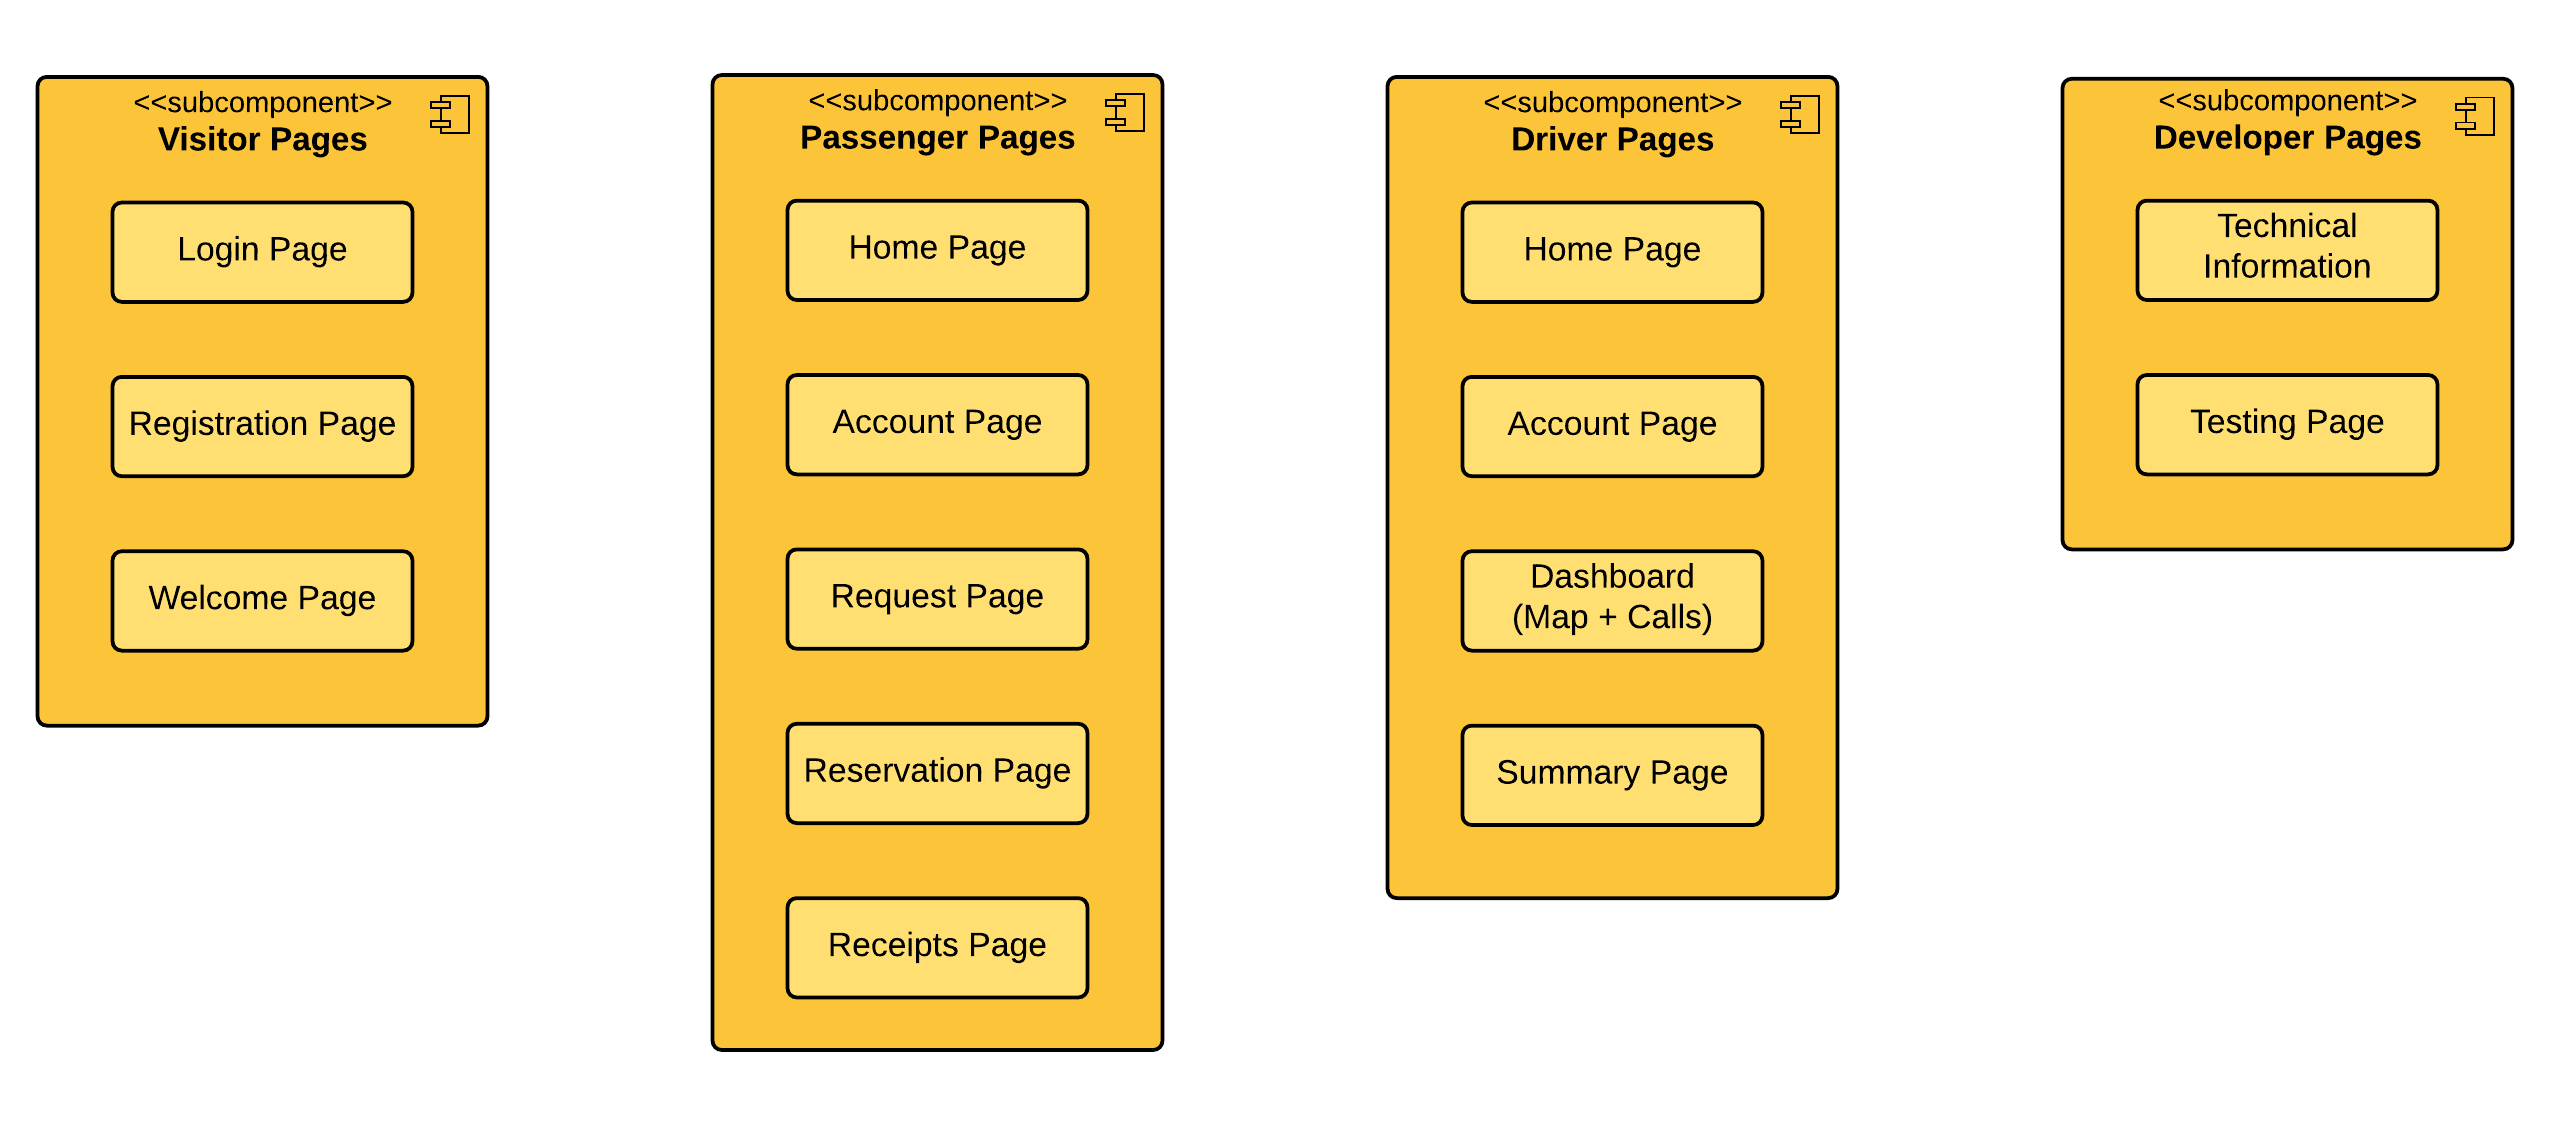 <<subcomponent>>
Visitor Pages
Login Page
Registration Page
Welcome Page
<<subcomponent>>
Passenger Pages
Home Page
Account Page
Request Page
Reservation Page
Receipts Page
<<subcomponent>>
Driver Pages
Home Page
Account Page
Dashboard
(Map + Calls)
Summary Page
<<subcomponent>>
Developer Pages
Technical
Information
Testing Page